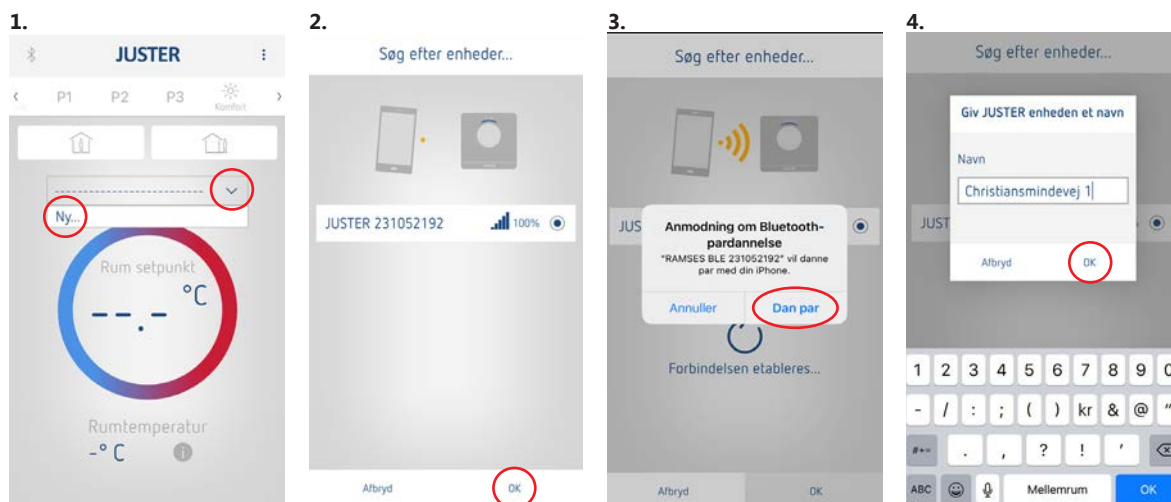 1.
JUSTER
P1 P2 P3 Komfort
Ny...
Rum setpunkt
--.- °C
Rumtemperatur
-° C
2.
Søg efter enheder...
JUSTER 231052192 100%
Afbryd OK
3.
Søg efter enheder...
JUS
Anmodning om Bluetooth-
pardannelse
"RAMSES BLE 231052192" vil danne
par med din iPhone.
Annuller Dan par
Forbindelsen etableres...
Afbryd OK
4.
Søg efter enheder...
Giv JUSTER enheden et navn
Navn
Christiansmindevej 1
JUST
Afbryd OK
1 2 3 4 5 6 7 8 9 0
- / : ; ( ) kr & @ "
#+= . , ? ! '
ABC Mellemrum OK